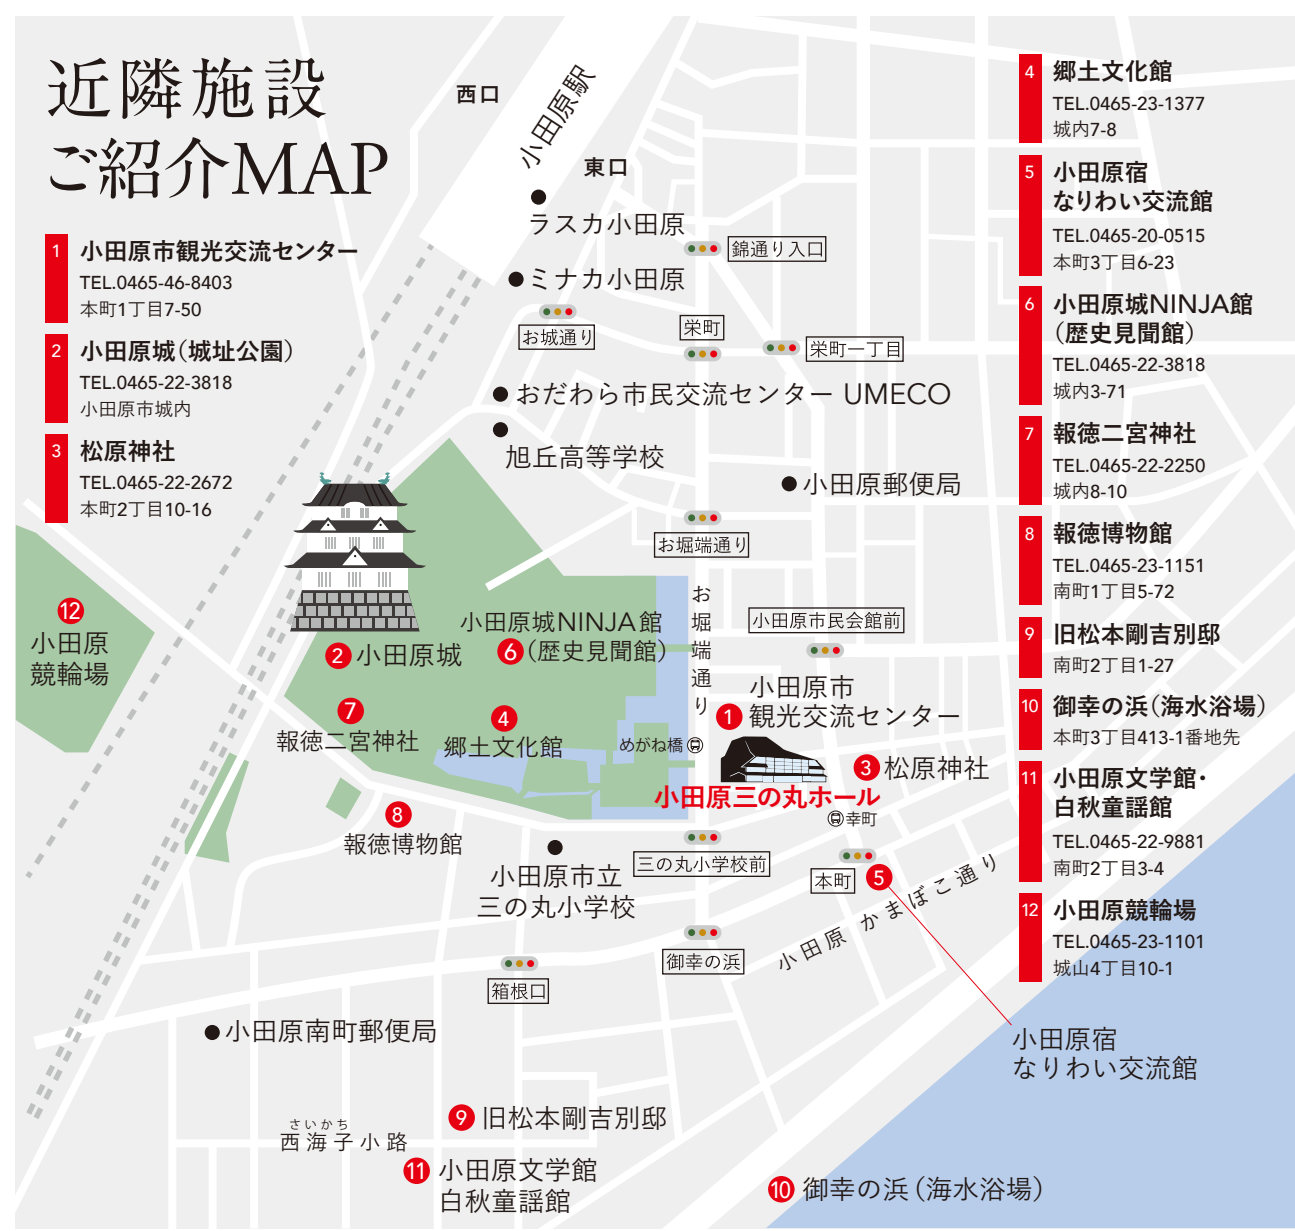 近隣施設
ご紹介MAP
1 小田原市観光交流センター
TEL.0465-46-8403
本町1丁目7-50
2 小田原城(城址公園)
TEL.0465-22-3818
小田原市城内
3 松原神社
TEL.0465-22-2672
本町2丁目10-16
4 郷土文化館
TEL.0465-23-1377
城内7-8
5 小田原宿
なりわい交流館
TEL.0465-20-0515
本町3丁目6-23
6 小田原城NINJA館
(歴史見聞館)
TEL.0465-22-3818
城内3-71
7 報徳二宮神社
TEL.0465-22-2250
城内8-10
8 報徳博物館
TEL.0465-23-1151
南町1丁目5-72
9 旧松本剛吉別邸
南町2丁目1-27
10 御幸の浜(海水浴場)
本町3丁目413-1番地先
11 小田原文学館・
白秋童謡館
TEL.0465-22-9881
南町2丁目3-4
12 小田原競輪場
TEL.0465-23-1101
城山4丁目10-1
西口
小田原駅
東口
ラスカ小田原
錦通り入口
ミナカ小田原
お城通り
栄町
栄町一丁目
おだわら市民交流センター UMECO
旭丘高等学校
小田原郵便局
お堀端通り
お堀端通り
小田原市民会館前
12
小田原
競輪場
2 小田原城
小田原城NINJA館
6 (歴史見聞館)
7
報徳二宮神社
4
郷土文化館
めがね橋
小田原市
1 観光交流センター
3 松原神社
小田原三の丸ホール
幸町
8
報徳博物館
小田原市立
三の丸小学校
三の丸小学校前
本町
5
小田原 かまぼこ通り
御幸の浜
箱根口
小田原南町郵便局
小田原宿
なりわい交流館
9 旧松本剛吉別邸
さいかち
西海子小路
11 小田原文学館
白秋童謡館
10 御幸の浜(海水浴場)